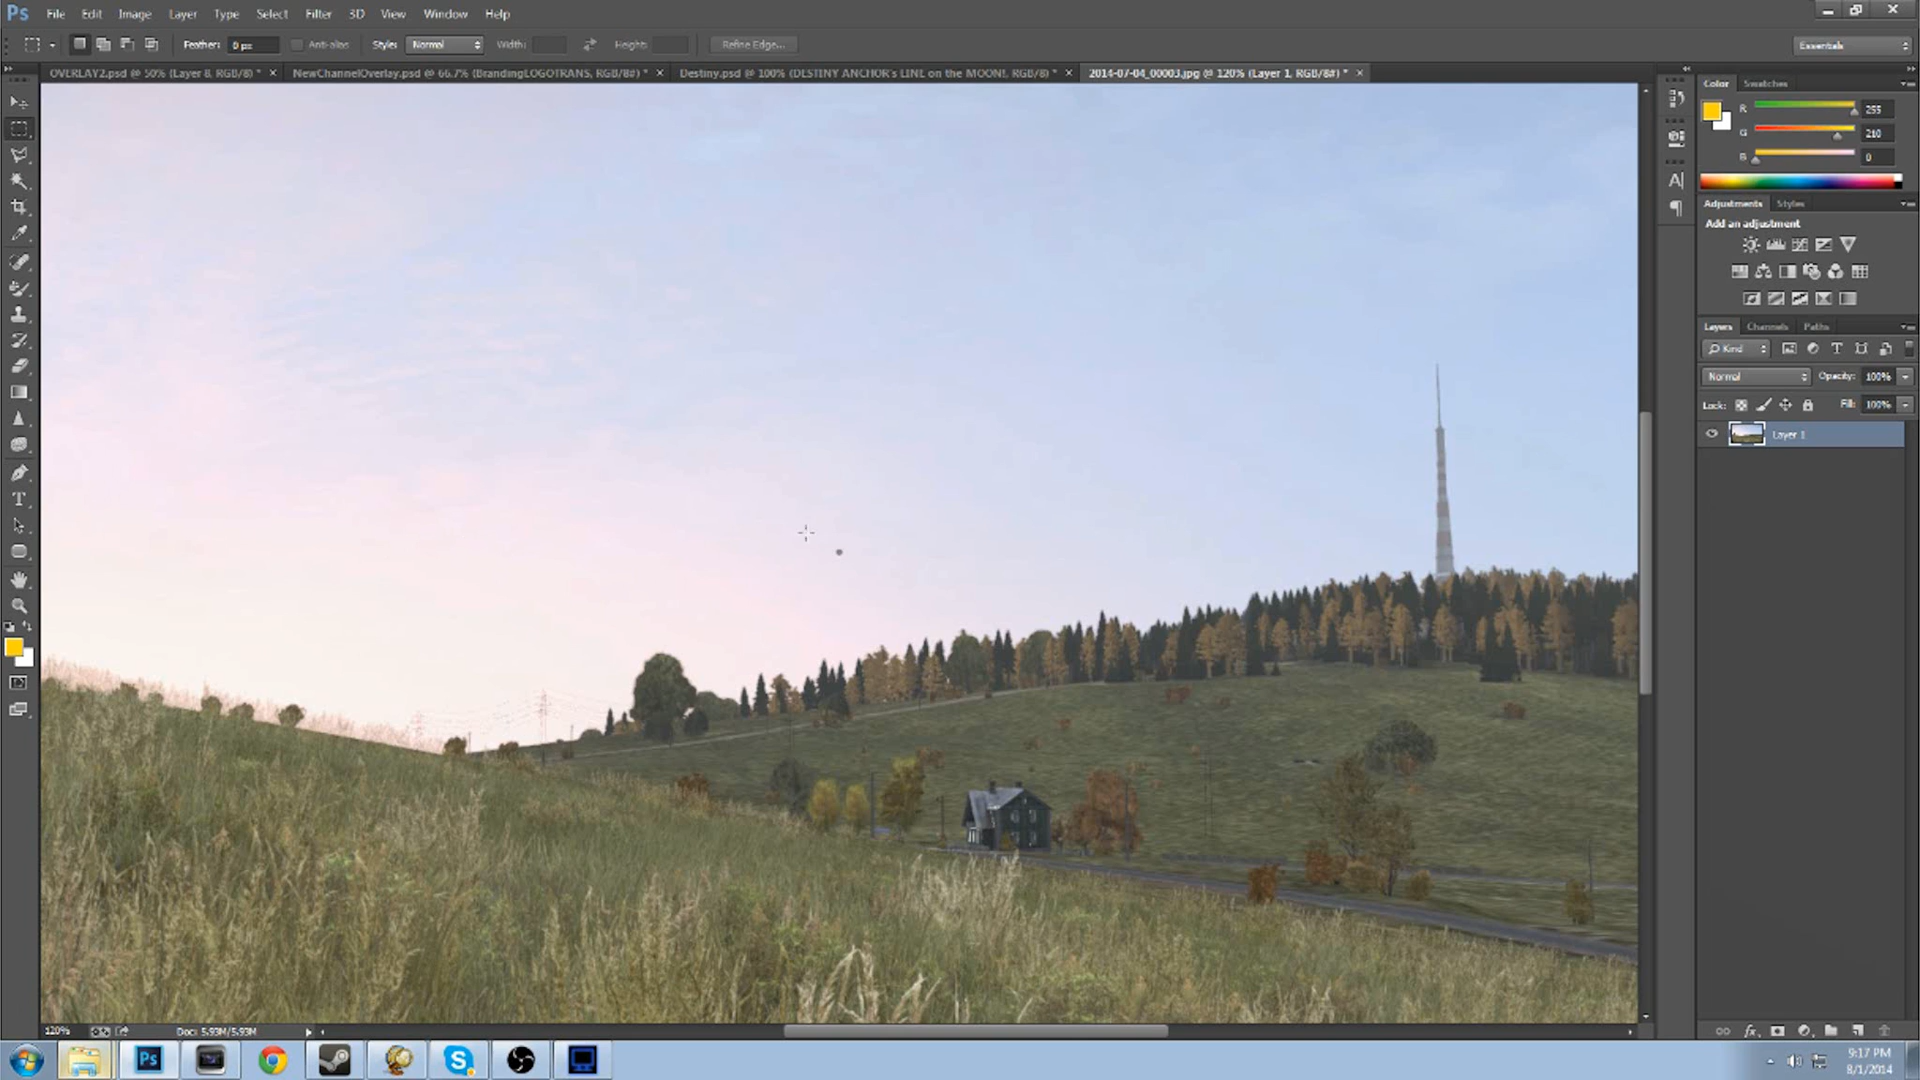 Ps File Edit Image Layer Type Select Filter 3D View Window Help
Feather: 0 px Anti-alias Style: Normal Width: Height: Refine Edge... Essentials
OVERLAY2.psd @ 50% (Layer 8, RGB/8) * × NewChannelOverlay.psd @ 66.7% (BrandingLOGOTRANS, RGB/8#) * × Destiny.psd @ 100% (DESTINY ANCHOR's LINE on the MOON!, RGB/8) * × 2014-07-04_00003.jpg @ 120% (Layer 1, RGB/8#) * ×
Color Swatches
R 255
G 210
B 0
Adjustments Styles
Add an adjustment
Layers Channels Paths
Kind
Normal Opacity: 100%
Lock: Fill: 100%
Layer 1
120% Doc: 5.93M/5.93M
9:17 PM
8/1/2014